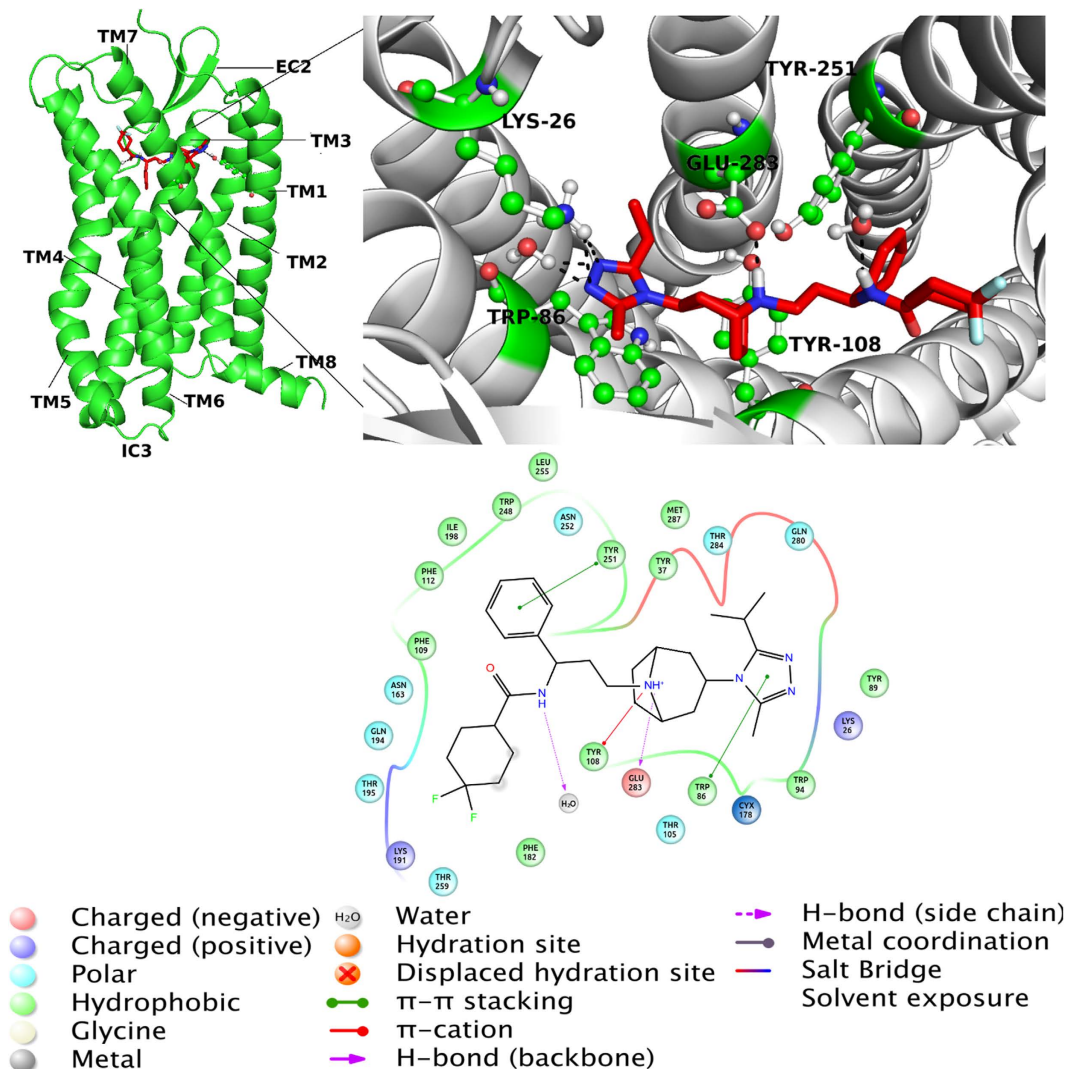 TM7
EC2
TM3
TM1
TM2
TM4
TM8
TM5
TM6
IC3
TYR-251
LYS-26
GLU-283
TRP-86
TYR-108
LEU
255
TRP
248
ASN
252
ILE
198
MET
287
THR
284
GLN
280
TYR
251
TYR
37
PHE
112
PHE
109
ASN
163
GLN
194
THR
195
LYS
191
THR
259
PHE
182
O
N
H
F
F
H₂O
NH⁺
N
N
N
TYR
108
GLU
283
THR
105
TRP
86
CYX
178
TRP
94
TYR
89
LYS
26
Charged (negative)
Charged (positive)
Polar
Hydrophobic
Glycine
Metal
H₂O Water
Hydration site
Displaced hydration site
π-π stacking
π-cation
H-bond (backbone)
H-bond (side chain)
Metal coordination
Salt Bridge
Solvent exposure